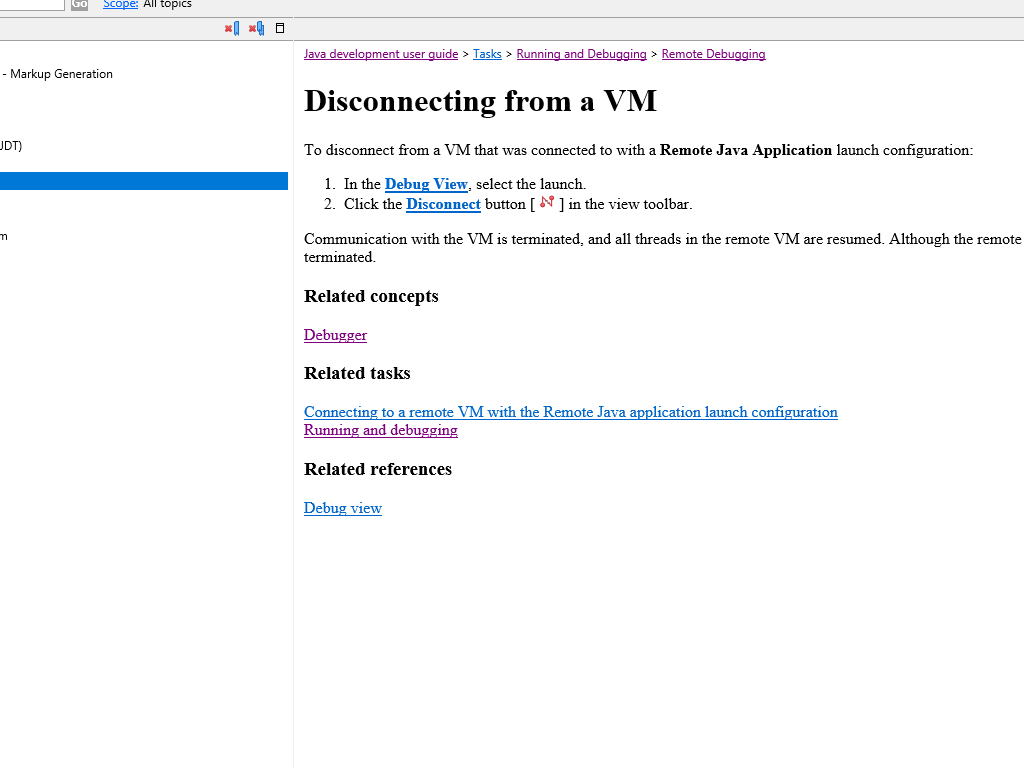 Go Scope: All topics
- Markup Generation
JDT)
m
Java development user guide > Tasks > Running and Debugging > Remote Debugging
Disconnecting from a VM
To disconnect from a VM that was connected to with a Remote Java Application launch configuration:
1. In the Debug View, select the launch.
2. Click the Disconnect button [ ] in the view toolbar.
Communication with the VM is terminated, and all threads in the remote VM are resumed. Although the remote
terminated.
Related concepts
Debugger
Related tasks
Connecting to a remote VM with the Remote Java application launch configuration
Running and debugging
Related references
Debug view